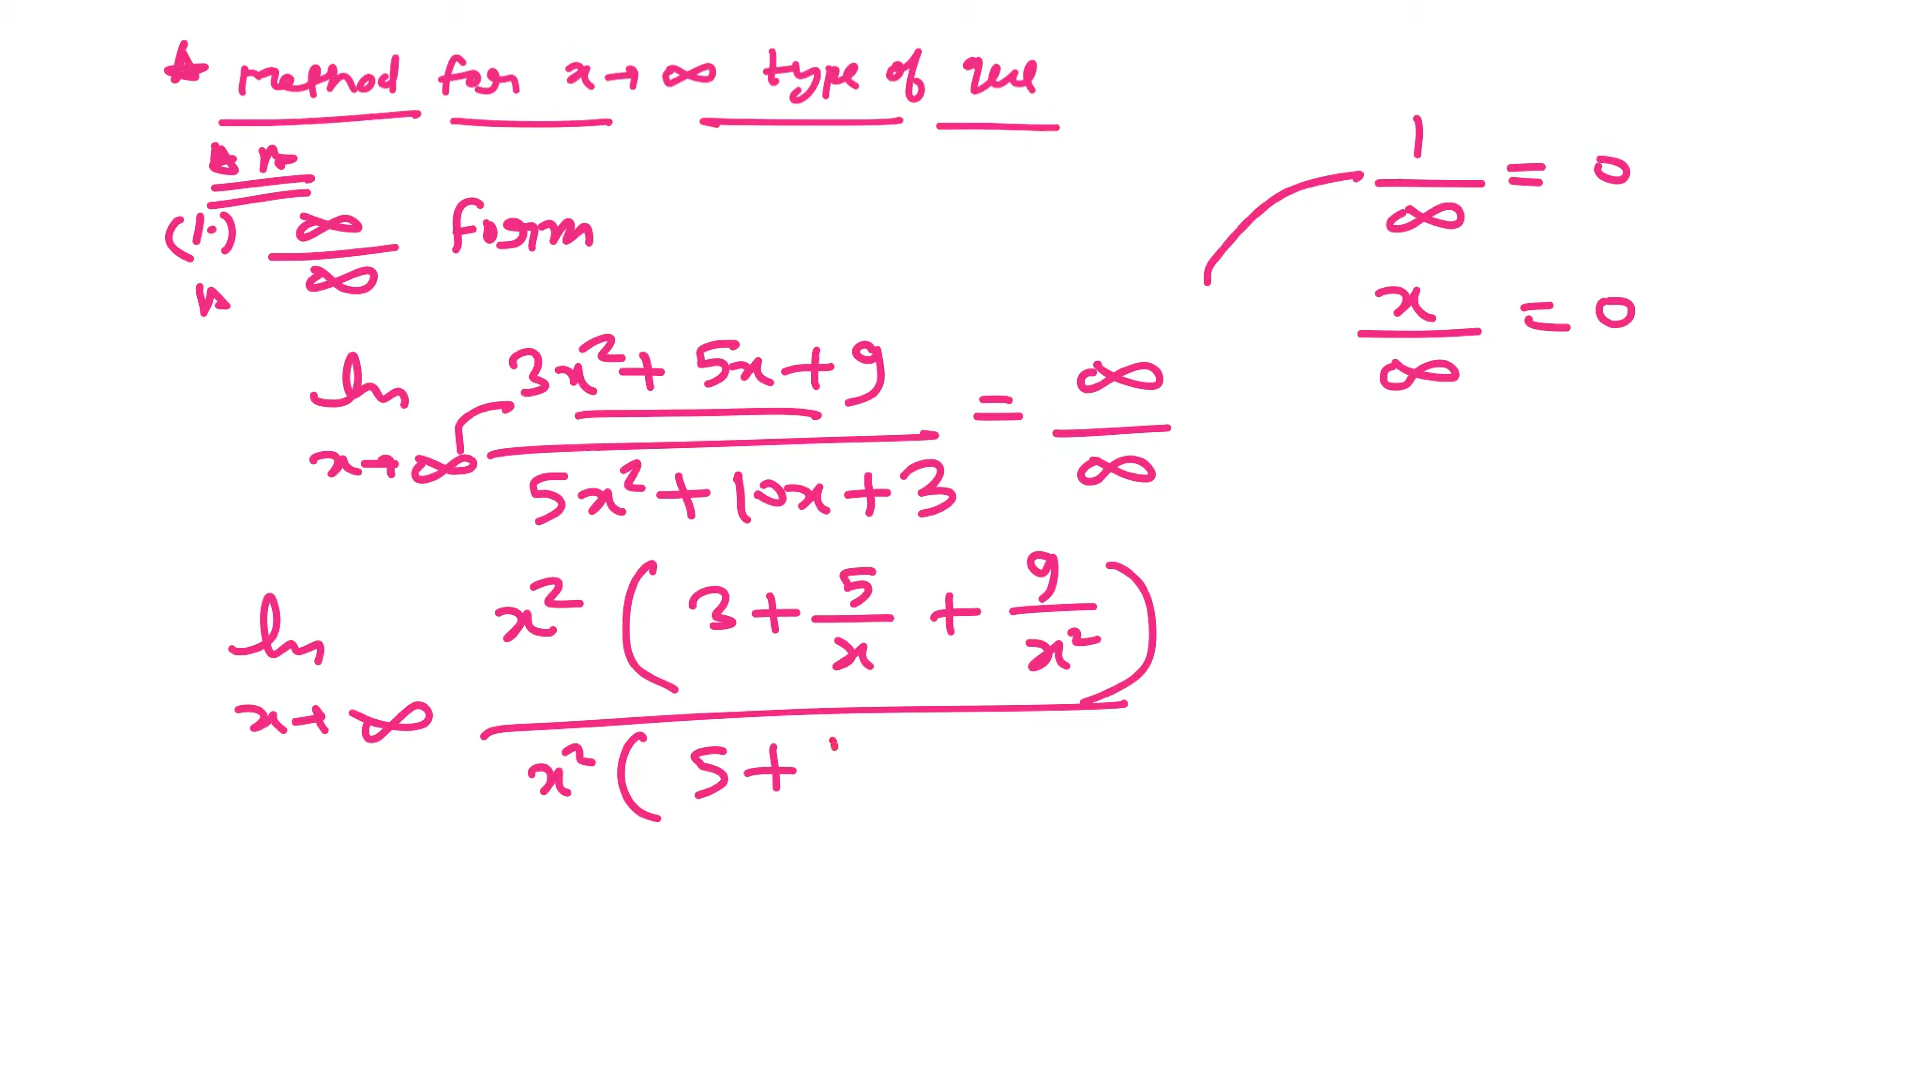 ★ method for x→∞ type of que
(1.) ∞/∞ form
lim x→∞ (3x²+5x+9)/(5x²+10x+3) = ∞/∞
lim x→∞ x²(3+5/x+9/x²)
x²(5+
1/∞ = 0
x/∞ = 0